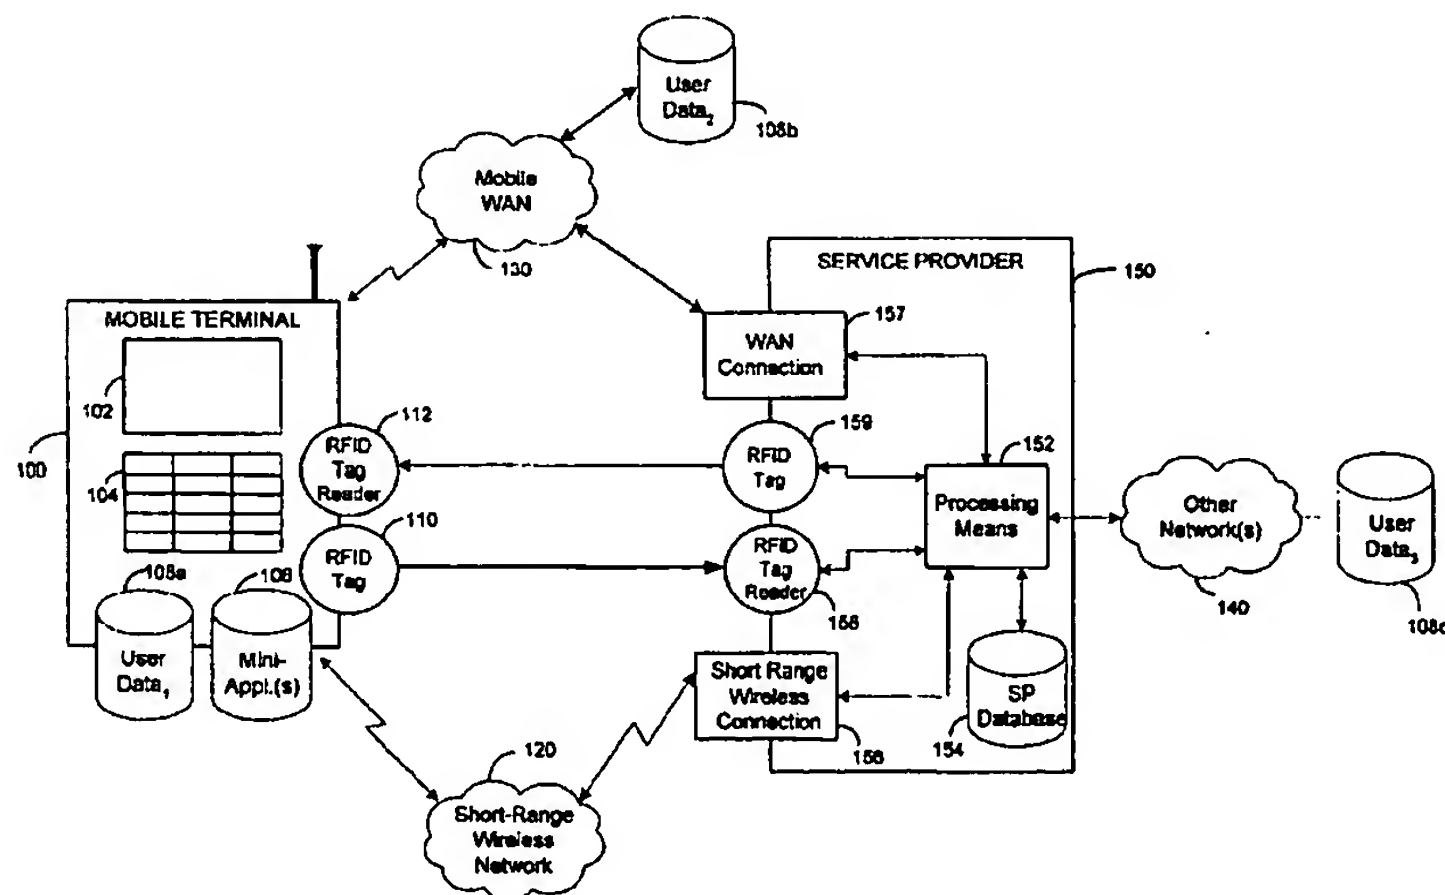 User
Data2
108b
Mobile
WAN
130
SERVICE PROVIDER
150
MOBILE TERMINAL
157
WAN
Connection
102
112
159
RFID
Tag
Reader
RFID
Tag
152
100
104
Processing
Means
Other
Network(s)
User
Data3
110
RFID
Tag
RFID
Tag
Reader
158
140
108c
108a
108
User
Data1
Mini-
Appl.(s)
Short Range
Wireless
Connection
SP
Database
154
156
120
Short-Range
Wireless
Network